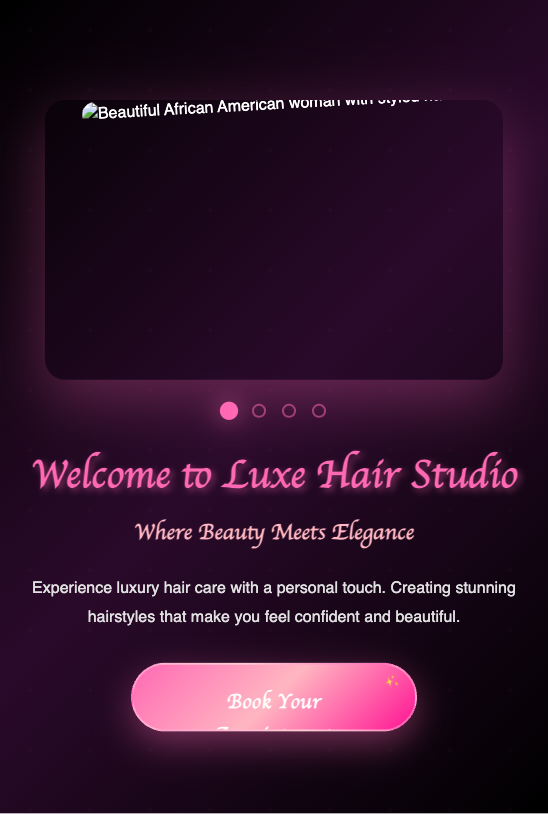 Beautiful African American woman with styled
Welcome to Luxe Hair Studio
Where Beauty Meets Elegance
Experience luxury hair care with a personal touch. Creating stunning
hairstyles that make you feel confident and beautiful.
Book Your